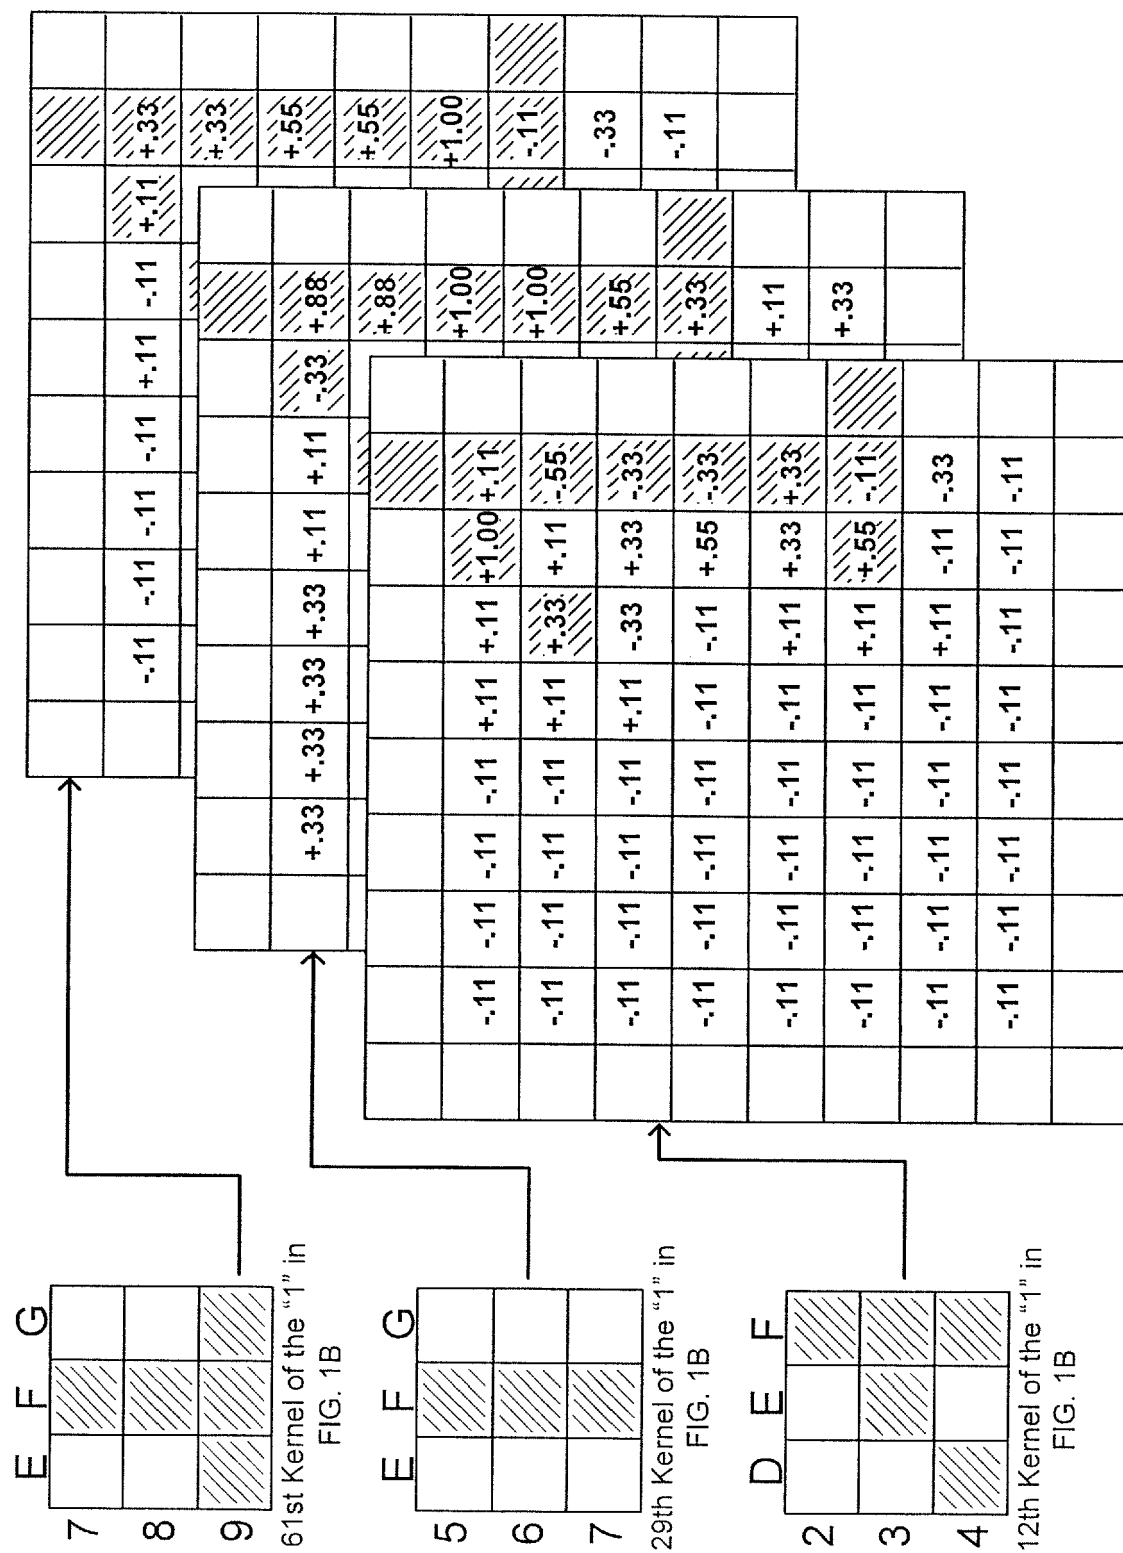 E F G
7
8
9
61st Kernel of the "1" in
FIG. 1B
-.11 -.11 -.11 -.11 +.11 -.11 +.11 +.33
+.33
+.55
+.55
+1.00
-.11
-.33
-.11
E F G
5
6
7
29th Kernel of the "1" in
FIG. 1B
+.33 +.33 +.33 +.33 +.11 +.11 -.33 +.88
+.88
+1.00
+1.00
+.55
+.33
+.11
+.33
D E F
2
3
4
12th Kernel of the "1" in
FIG. 1B
-.11 -.11 -.11 -.11 +.11 +.11 +1.00 +.11
-.11 -.11 -.11 -.11 +.11 +.33 +.11 -.55
-.11 -.11 -.11 -.11 +.11 -.33 +.33 -.33
-.11 -.11 -.11 -.11 -.11 -.11 +.55 -.33
-.11 -.11 -.11 -.11 -.11 +.11 +.33 +.33
-.11 -.11 -.11 -.11 -.11 +.11 +.55 -.11
-.11 -.11 -.11 -.11 -.11 +.11 -.11 -.33
-.11 -.11 -.11 -.11 -.11 -.11 -.11 -.11